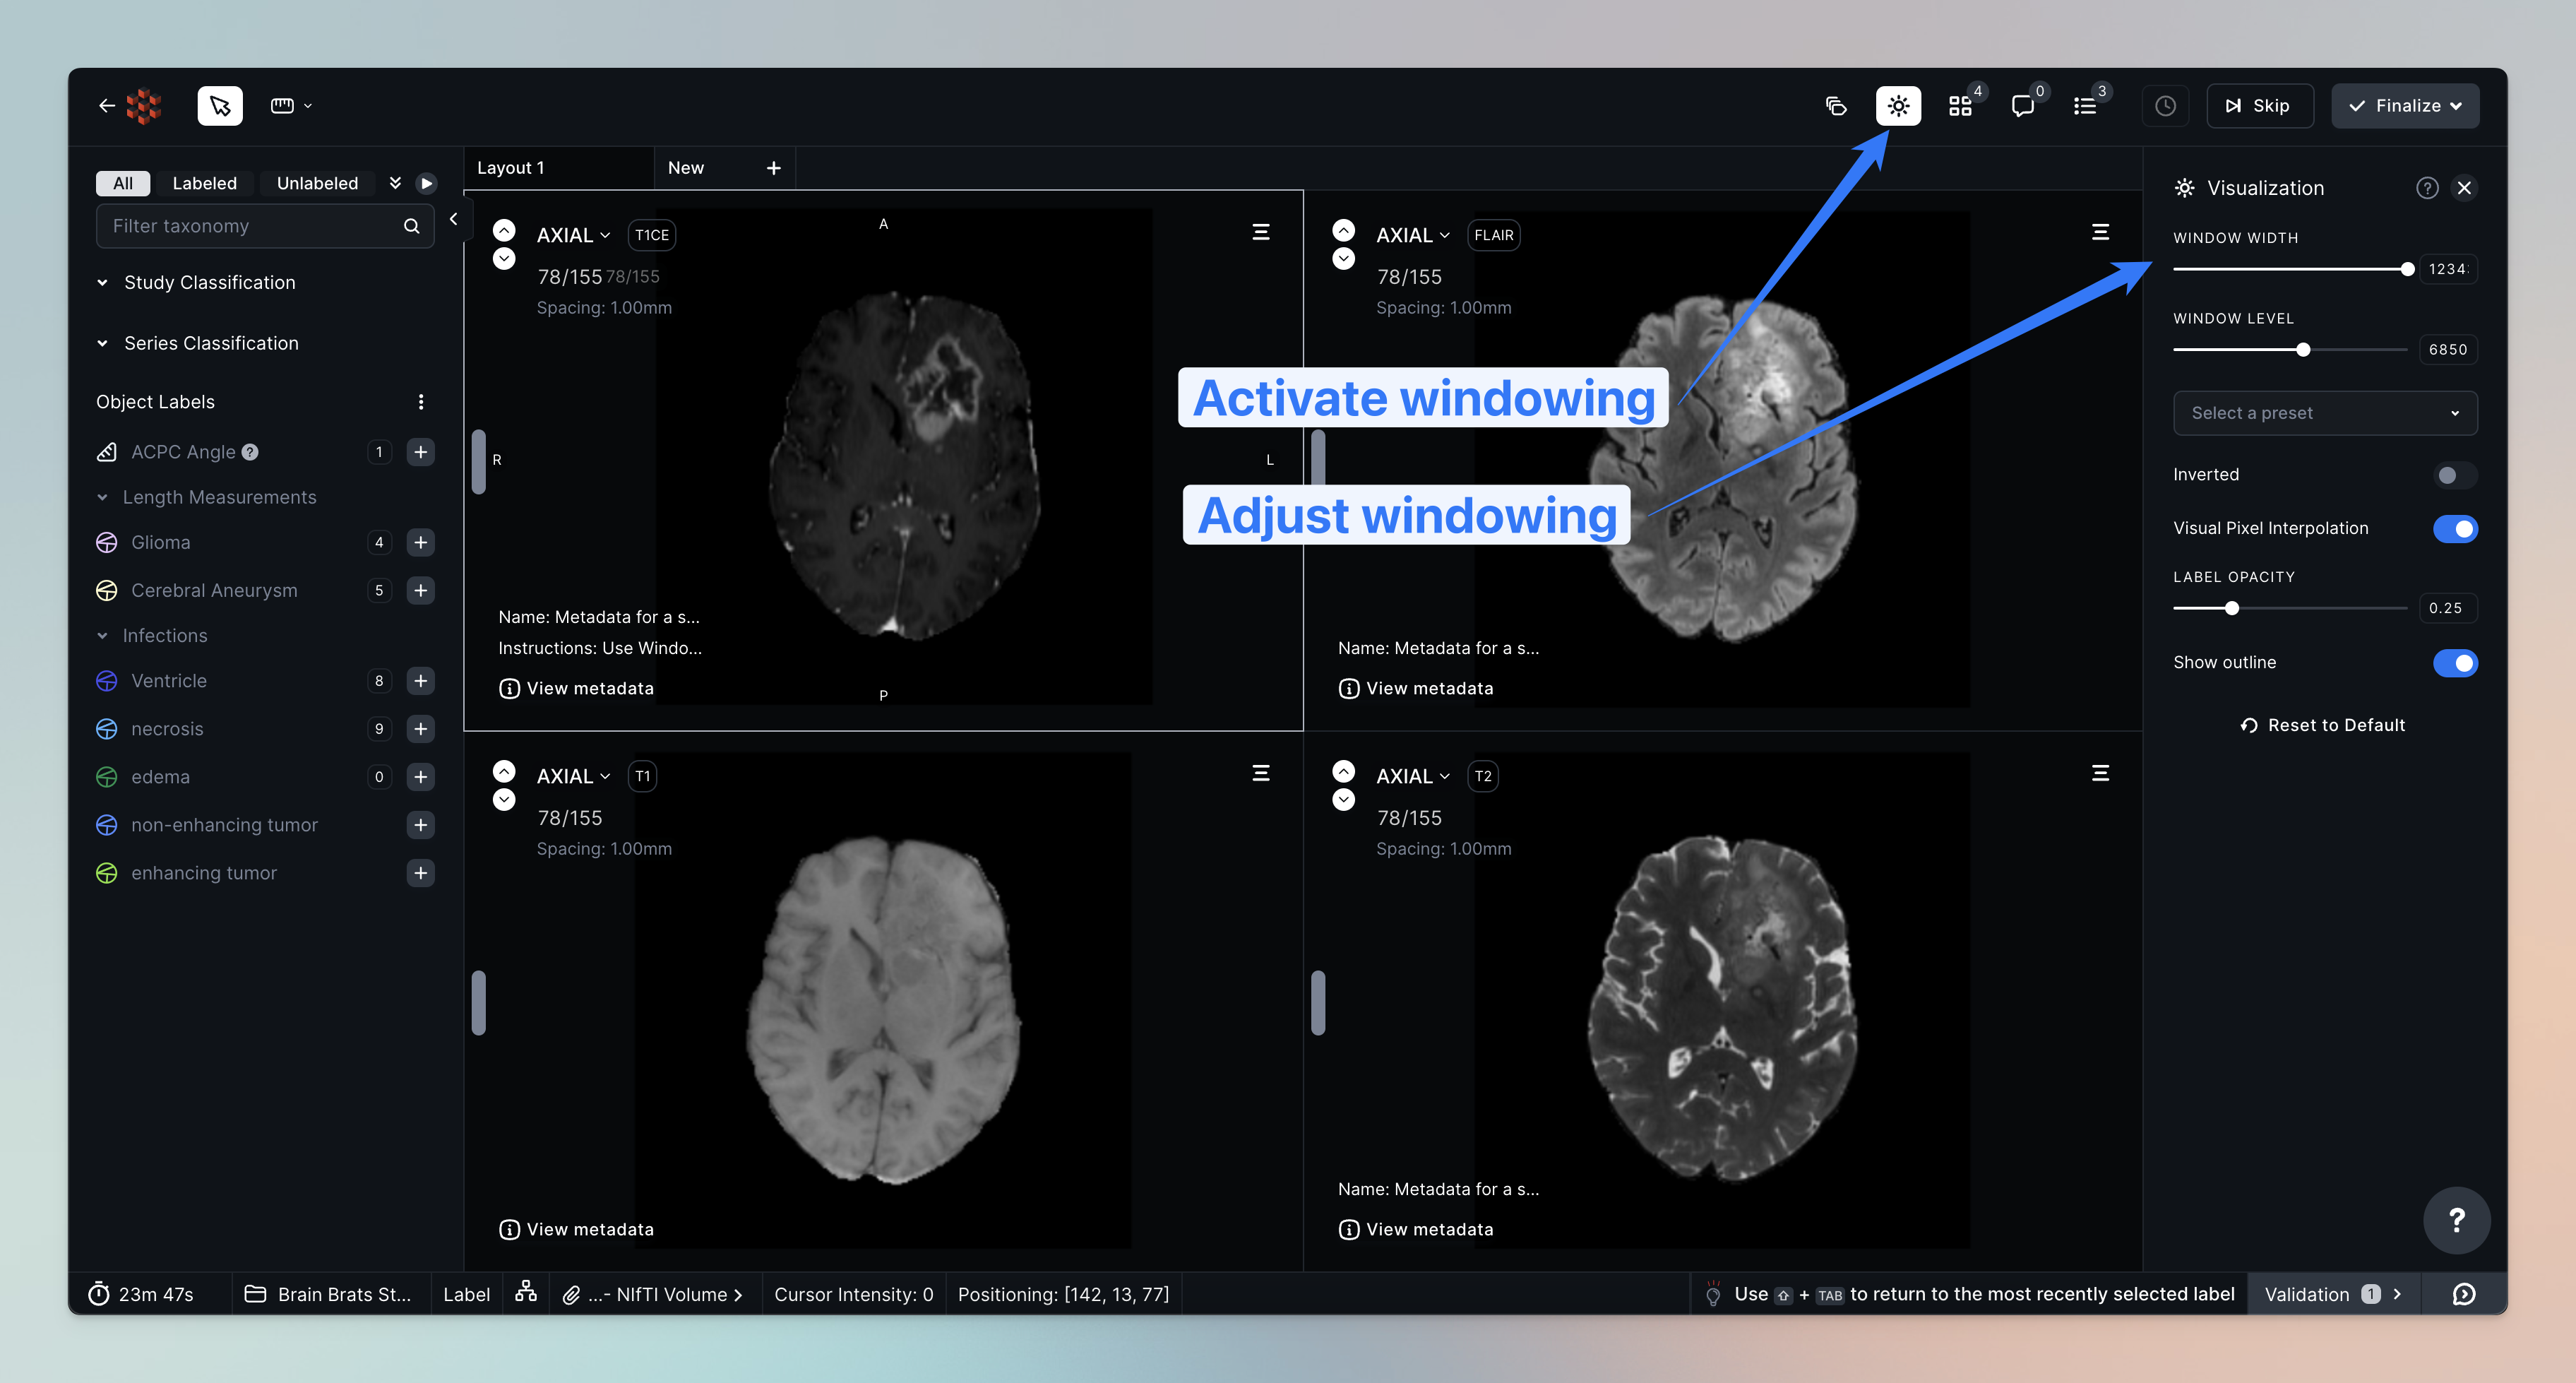 4
0
3
Skip
Finalize
All
Labeled
Unlabeled
Filter taxonomy
Study Classification
Series Classification
Object Labels
ACPC Angle ?
1
Length Measurements
Glioma
4
Cerebral Aneurysm
5
Infections
Ventricle
8
necrosis
9
edema
0
non-enhancing tumor
enhancing tumor
Layout 1
New
AXIAL
T1CE
78/155 78/155
Spacing: 1.00mm
A
R
L
P
Name: Metadata for a s...
Instructions: Use Windo...
View metadata
AXIAL
FLAIR
78/155
Spacing: 1.00mm
Name: Metadata for a s...
View metadata
Activate windowing
Adjust windowing
AXIAL
T1
78/155
Spacing: 1.00mm
View metadata
AXIAL
T2
78/155
Spacing: 1.00mm
Name: Metadata for a s...
View metadata
Visualization
?
WINDOW WIDTH
1234
WINDOW LEVEL
6850
Select a preset
Inverted
Visual Pixel Interpolation
LABEL OPACITY
0.25
Show outline
Reset to Default
?
23m 47s
Brain Brats St...
Label
...- NIfTI Volume
Cursor Intensity: 0
Positioning: [142, 13, 77]
Use ⇧ + TAB to return to the most recently selected label
Validation 1